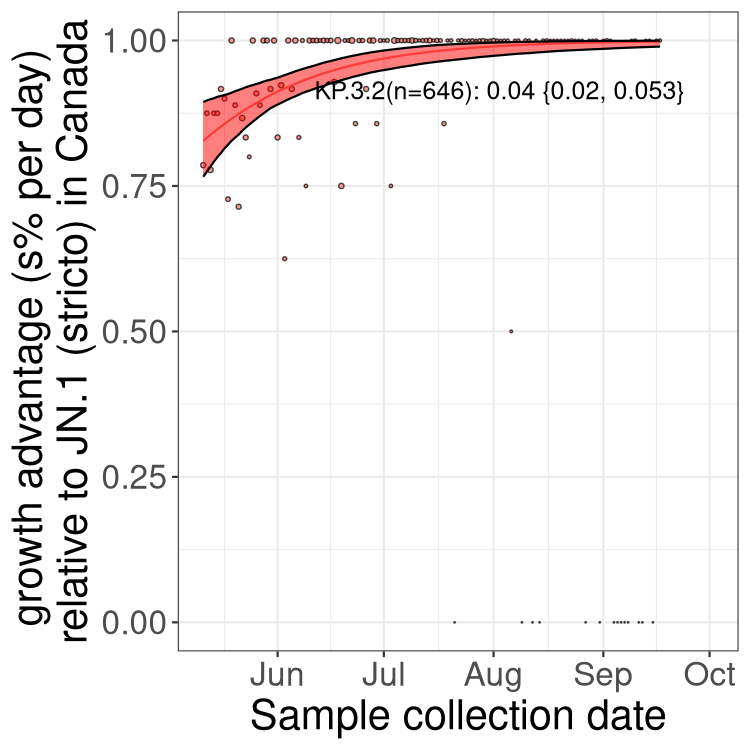 growth advantage (s% per day)
relative to JN.1 (stricto) in Canada
1.00
0.75
0.50
0.25
0.00
KP.3.2(n=646): 0.04 {0.02, 0.053}
Jun Jul Aug Sep Oct
Sample collection date